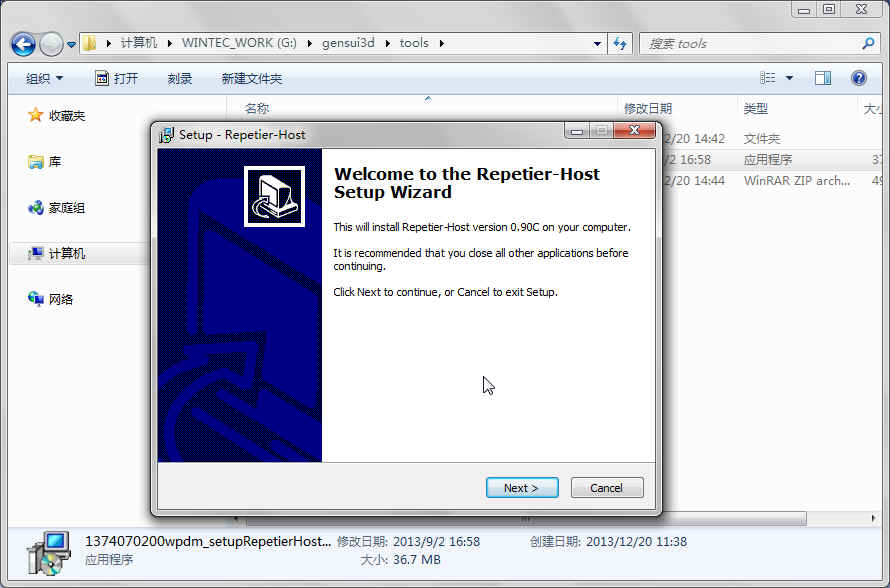 计算机 WINTEC_WORK (G:) gensui3d tools 搜索 tools
组织 打开 刻录 新建文件夹
名称 修改日期 类型
收藏夹
库
家庭组
计算机
网络
2/20 14:42 文件夹
/2 16:58 应用程序 37
2/20 14:44 WinRAR ZIP arch... 49
Setup - Repetier-Host
Welcome to the Repetier-Host
Setup Wizard
This will install Repetier-Host version 0.90C on your computer.
It is recommended that you close all other applications before
continuing.
Click Next to continue, or Cancel to exit Setup.
Next > Cancel
1374070200wpdm_setupRepetierHost... 修改日期: 2013/9/2 16:58 创建日期: 2013/12/20 11:38
应用程序 大小: 36.7 MB